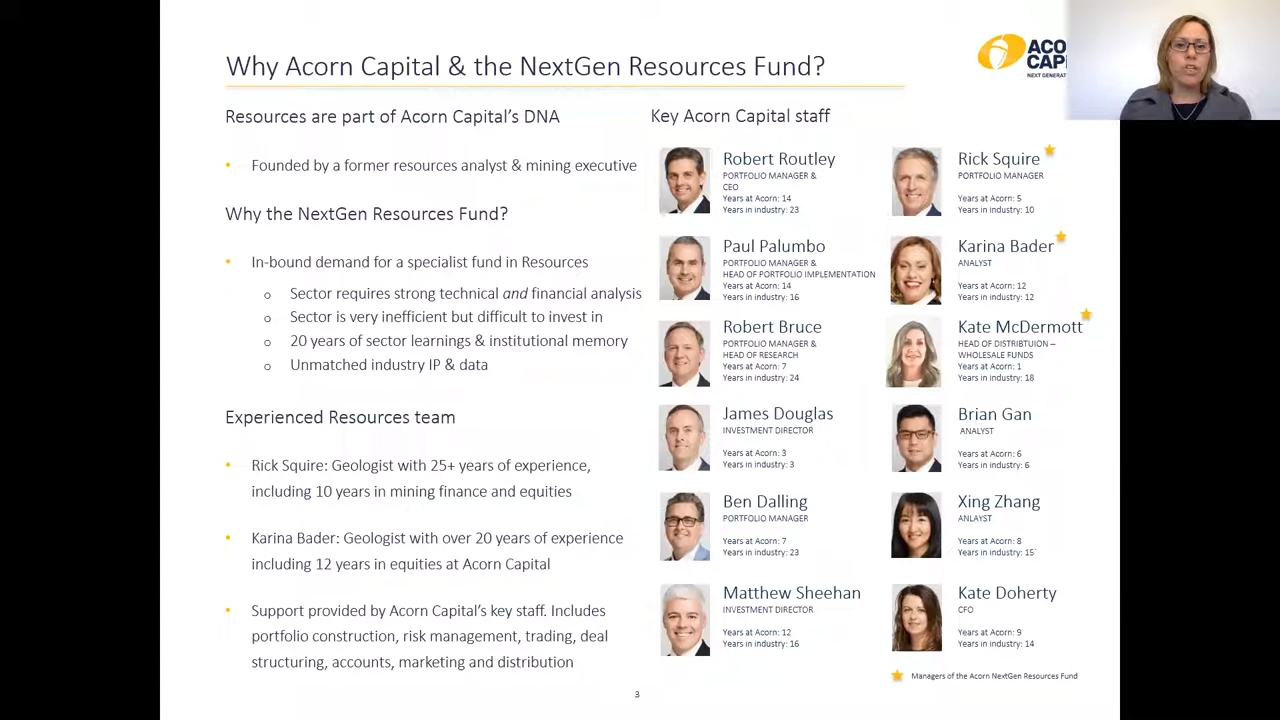 Why Acorn Capital & the NextGen Resources Fund?
ACO
CAPI
NEXT GENERAT
Resources are part of Acorn Capital's DNA
• Founded by a former resources analyst & mining executive
Why the NextGen Resources Fund?
• In-bound demand for a specialist fund in Resources
o Sector requires strong technical and financial analysis
o Sector is very inefficient but difficult to invest in
o 20 years of sector learnings & institutional memory
o Unmatched industry IP & data
Experienced Resources team
• Rick Squire: Geologist with 25+ years of experience,
including 10 years in mining finance and equities
• Karina Bader: Geologist with over 20 years of experience
including 12 years in equities at Acorn Capital
• Support provided by Acorn Capital's key staff. Includes
portfolio construction, risk management, trading, deal
structuring, accounts, marketing and distribution
Key Acorn Capital staff
Robert Routley
PORTFOLIO MANAGER &
CEO
Years at Acorn: 14
Years in industry: 23
Rick Squire
PORTFOLIO MANAGER
Years at Acorn: 5
Years in industry: 10
Paul Palumbo
PORTFOLIO MANAGER &
HEAD OF PORTFOLIO IMPLEMENTATION
Years at Acorn: 14
Years in industry: 16
Karina Bader
ANALYST
Years at Acorn: 12
Years in industry: 12
Robert Bruce
PORTFOLIO MANAGER &
HEAD OF RESEARCH
Years at Acorn: 7
Years in industry: 24
Kate McDermott
HEAD OF DISTRIBTUION –
WHOLESALE FUNDS
Years at Acorn: 1
Years in industry: 18
James Douglas
INVESTMENT DIRECTOR
Years at Acorn: 3
Years in industry: 3
Brian Gan
ANALYST
Years at Acorn: 6
Years in industry: 6
Ben Dalling
PORTFOLIO MANAGER
Years at Acorn: 7
Years in industry: 23
Xing Zhang
ANLAYST
Years at Acorn: 8
Years in industry: 15
Matthew Sheehan
INVESTMENT DIRECTOR
Years at Acorn: 12
Years in industry: 16
Kate Doherty
CFO
Years at Acorn: 9
Years in industry: 14
Managers of the Acorn NextGen Resources Fund
3